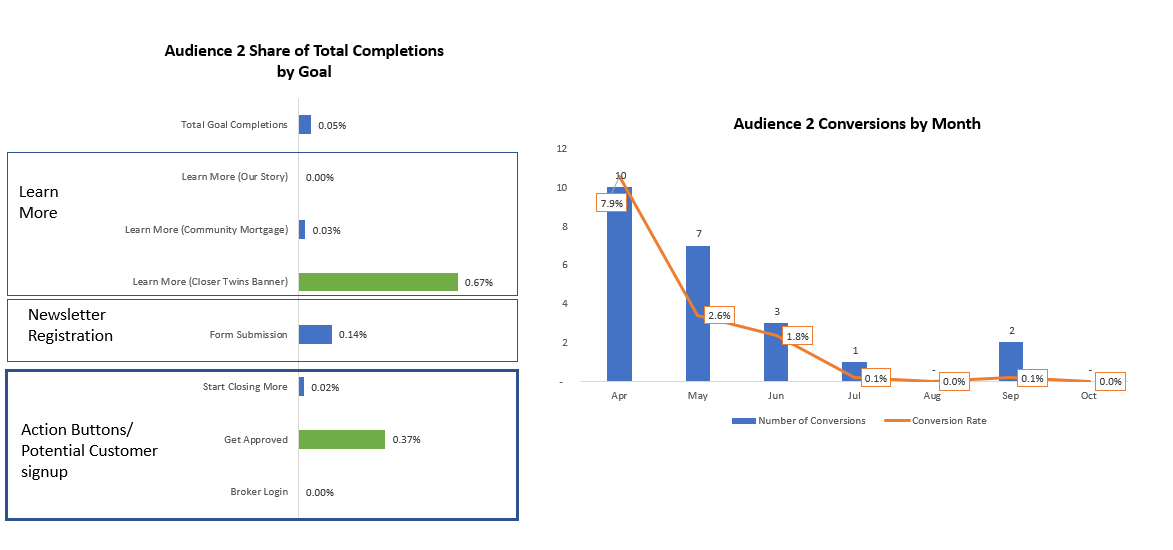 Audience 2 Share of Total Completions
by Goal
Total Goal Completions 0.05%
Learn
More
Learn More (Our Story) 0.00%
Learn More (Community Mortgage) 0.03%
Learn More (Closer Twins Banner) 0.67%
Newsletter
Registration
Form Submission 0.14%
Start Closing More 0.02%
Action Buttons/
Potential Customer
signup
Get Approved 0.37%
Broker Login 0.00%
Audience 2 Conversions by Month
12
10
8
6
4
2
-
10
7
3
1
-
2
-
7.9%
2.6%
1.8%
0.1%
0.0%
0.1%
0.0%
Apr May Jun Jul Aug Sep Oct
Number of Conversions Conversion Rate